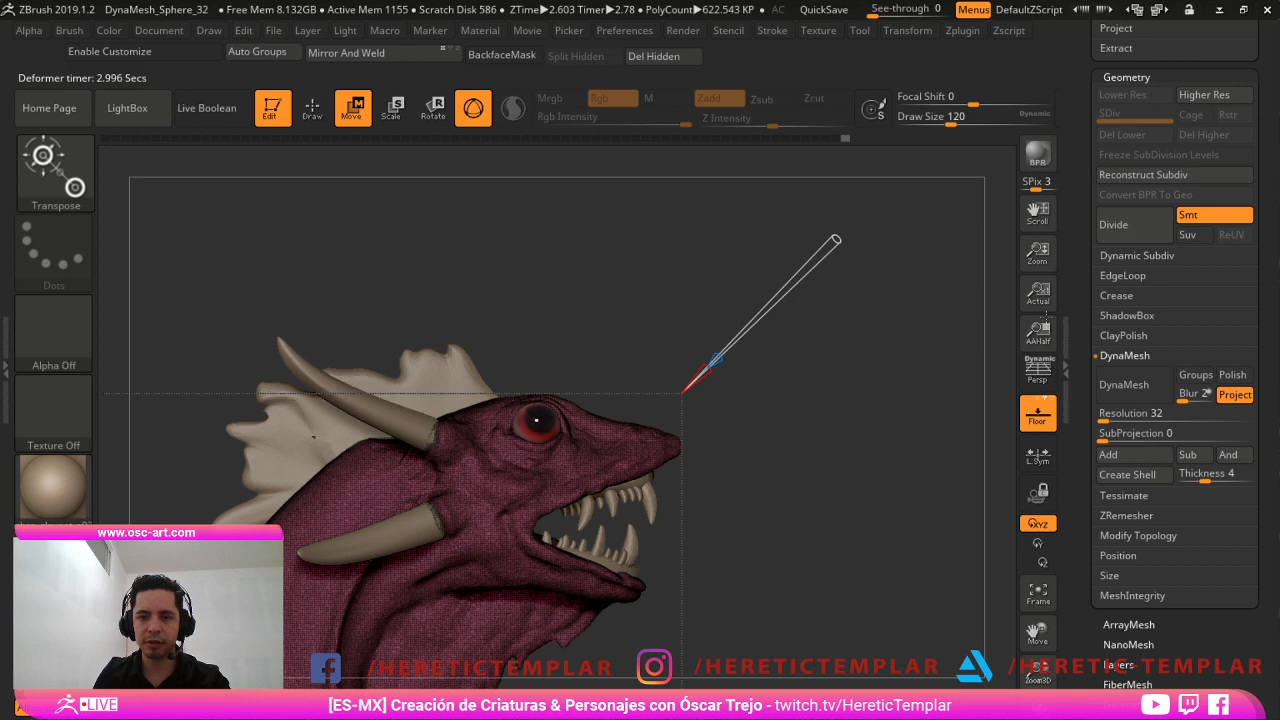 ZBrush 2019.1.2 DynaMesh_Sphere_32 • Free Mem 8.132GB • Active Mem 1155 • Scratch Disk 586 • ZTime▶2.603 Timer▶2.78 • PolyCount▶622.543 KP • AC QuickSave See-through 0 Menus DefaultZScript
Alpha Brush Color Document Draw Edit File Layer Light Macro Marker Material Movie Picker Preferences Render Stencil Stroke Texture Tool Transform Zplugin Zscript
Enable Customize Auto Groups Mirror And Weld BackfaceMask Split Hidden Del Hidden
Deformer timer: 2.996 Secs
Home Page LightBox Live Boolean Edit Draw Move Scale Rotate
Mrgb Rgb M Zadd Zsub Zcut
Rgb Intensity Z Intensity
Focal Shift 0
Draw Size 120 Dynamic
Transpose
Dots
Alpha Off
Texture Off
BPR
SPix 3
Scroll
Zoom
Actual
AAHalf
Dynamic
Persp
Floor
L.Sym
XYZ
Frame
Move
Zoom3D
Project
Extract
Geometry
Lower Res Higher Res
SDiv Cage Rstr
Del Lower Del Higher
Freeze SubDivision Levels
Reconstruct Subdiv
Convert BPR To Geo
Divide Smt
Suv ReUV
Dynamic Subdiv
EdgeLoop
Crease
ShadowBox
ClayPolish
DynaMesh
DynaMesh Groups Polish
Blur 2 Project
Resolution 32
SubProjection 0
Add Sub And
Create Shell Thickness 4
Tessimate
ZRemesher
Modify Topology
Position
Size
MeshIntegrity
ArrayMesh
NanoMesh
Layers
FiberMesh
www.osc-art.com
/HERETICTEMPLAR /HERETICTEMPLAR /HERETIC-TEMPLAR
LIVE [ES-MX] Creación de Criaturas & Personajes con Óscar Trejo - twitch.tv/HereticTemplar